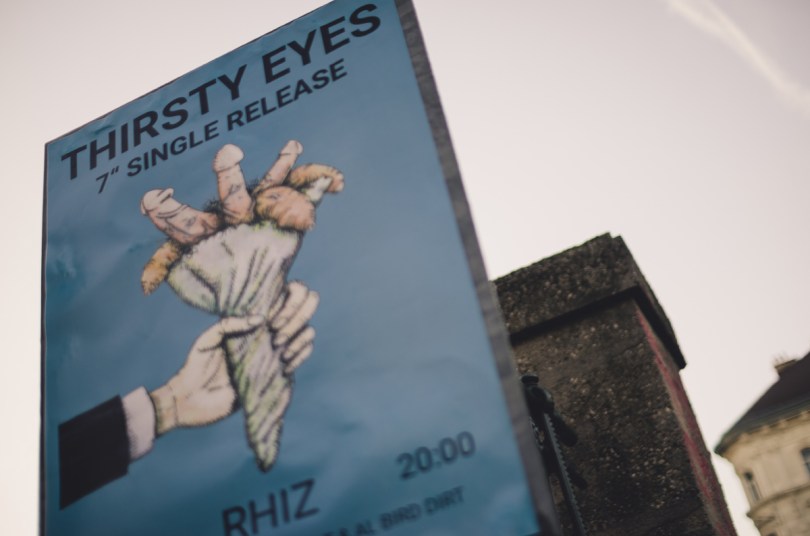 THIRSTY EYES
7“ SINGLE RELEASE
20:00
RHIZ
BIRD DIRT